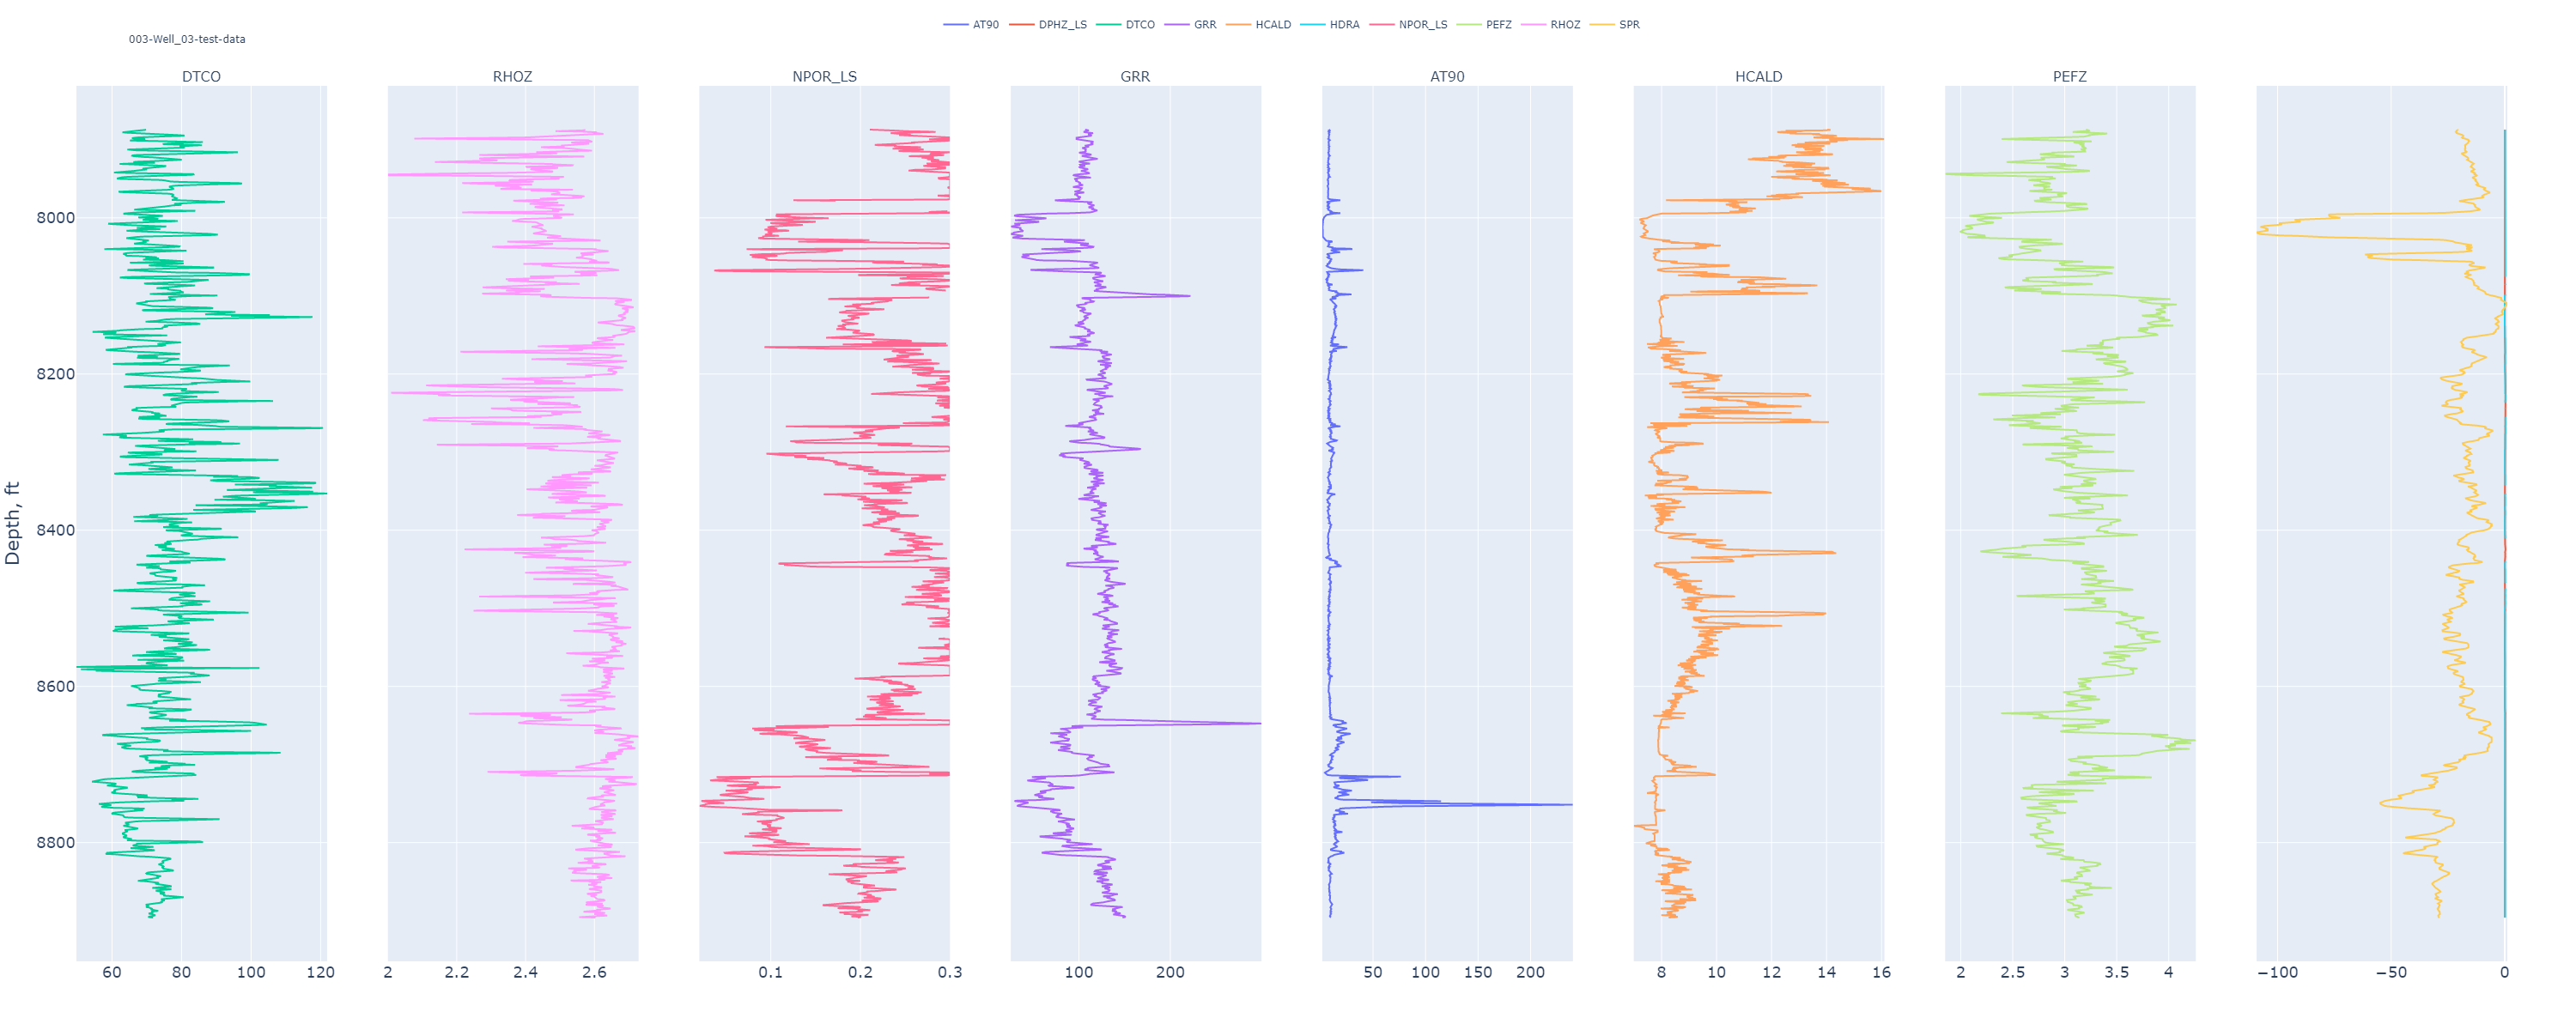 AT90 DPHZ_LS DTCO GRR HCALD HDRA NPOR_LS PEFZ RHOZ SPR
003-Well_03-test-data
DTCO RHOZ NPOR_LS GRR AT90 HCALD PEFZ
8000
8200
8400
8600
8800
Depth, ft
60 80 100 120 2 2.2 2.4 2.6 0.1 0.2 0.3 100 200 50 100 150 200 8 10 12 14 16 2 2.5 3 3.5 4 −100 −50 0